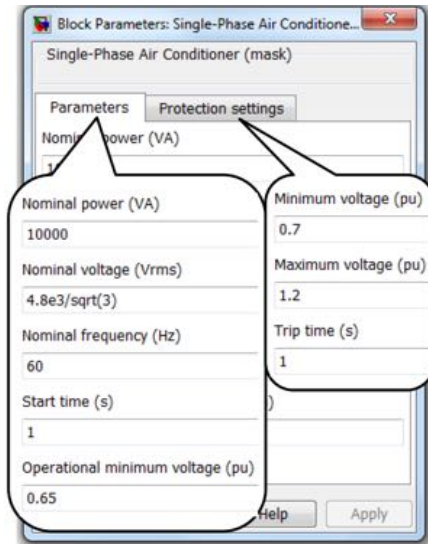 Block Parameters: Single-Phase Air Conditione...
Single-Phase Air Conditioner (mask)
Parameters
Protection settings
(VA)
Nominal power (VA)
10000
Nominal voltage (Vrms)
4.8e3/sqrt(3)
Nominal frequency (Hz)
60
Start time (s)
1
Operational minimum voltage (pu)
0.65
Minimum voltage (pu)
0.7
Maximum voltage (pu)
1.2
Trip time (s)
1
)
Help
Apply